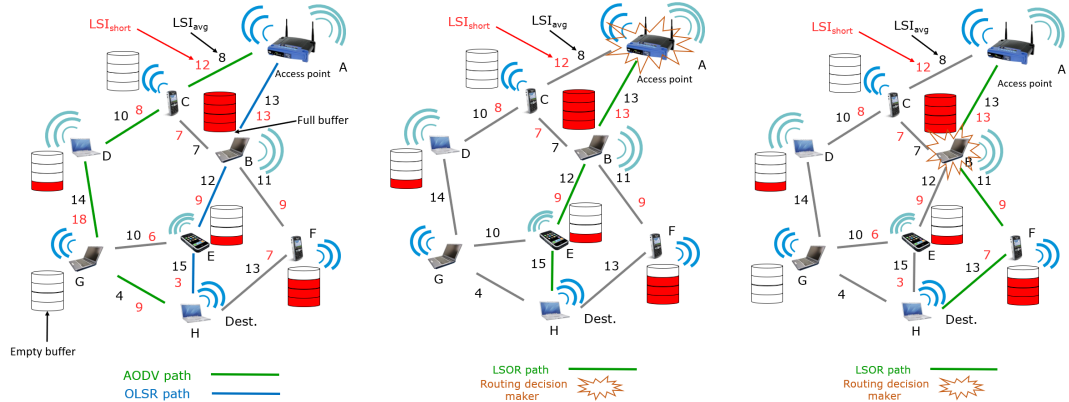 LSIshort
LSIavg
12
8
A
Access point
C
10
8
13
13
Full buffer
7
7
D
B
12
11
14
18
9
9
10
6
F
E
G
15
3
13
7
4
9
H
Dest.
Empty buffer
AODV path
OLSR path
LSIshort
LSIavg
12
8
A
Access point
C
10
8
13
13
7
7
D
B
12
11
14
9
9
10
F
E
G
15
13
4
H
Dest.
LSOR path
Routing decision
maker
LSIshort
LSIavg
12
8
A
Access point
C
10
8
13
13
7
7
D
B
12
11
14
9
9
10
6
F
E
G
15
3
13
7
4
H
Dest.
LSOR path
Routing decision
maker